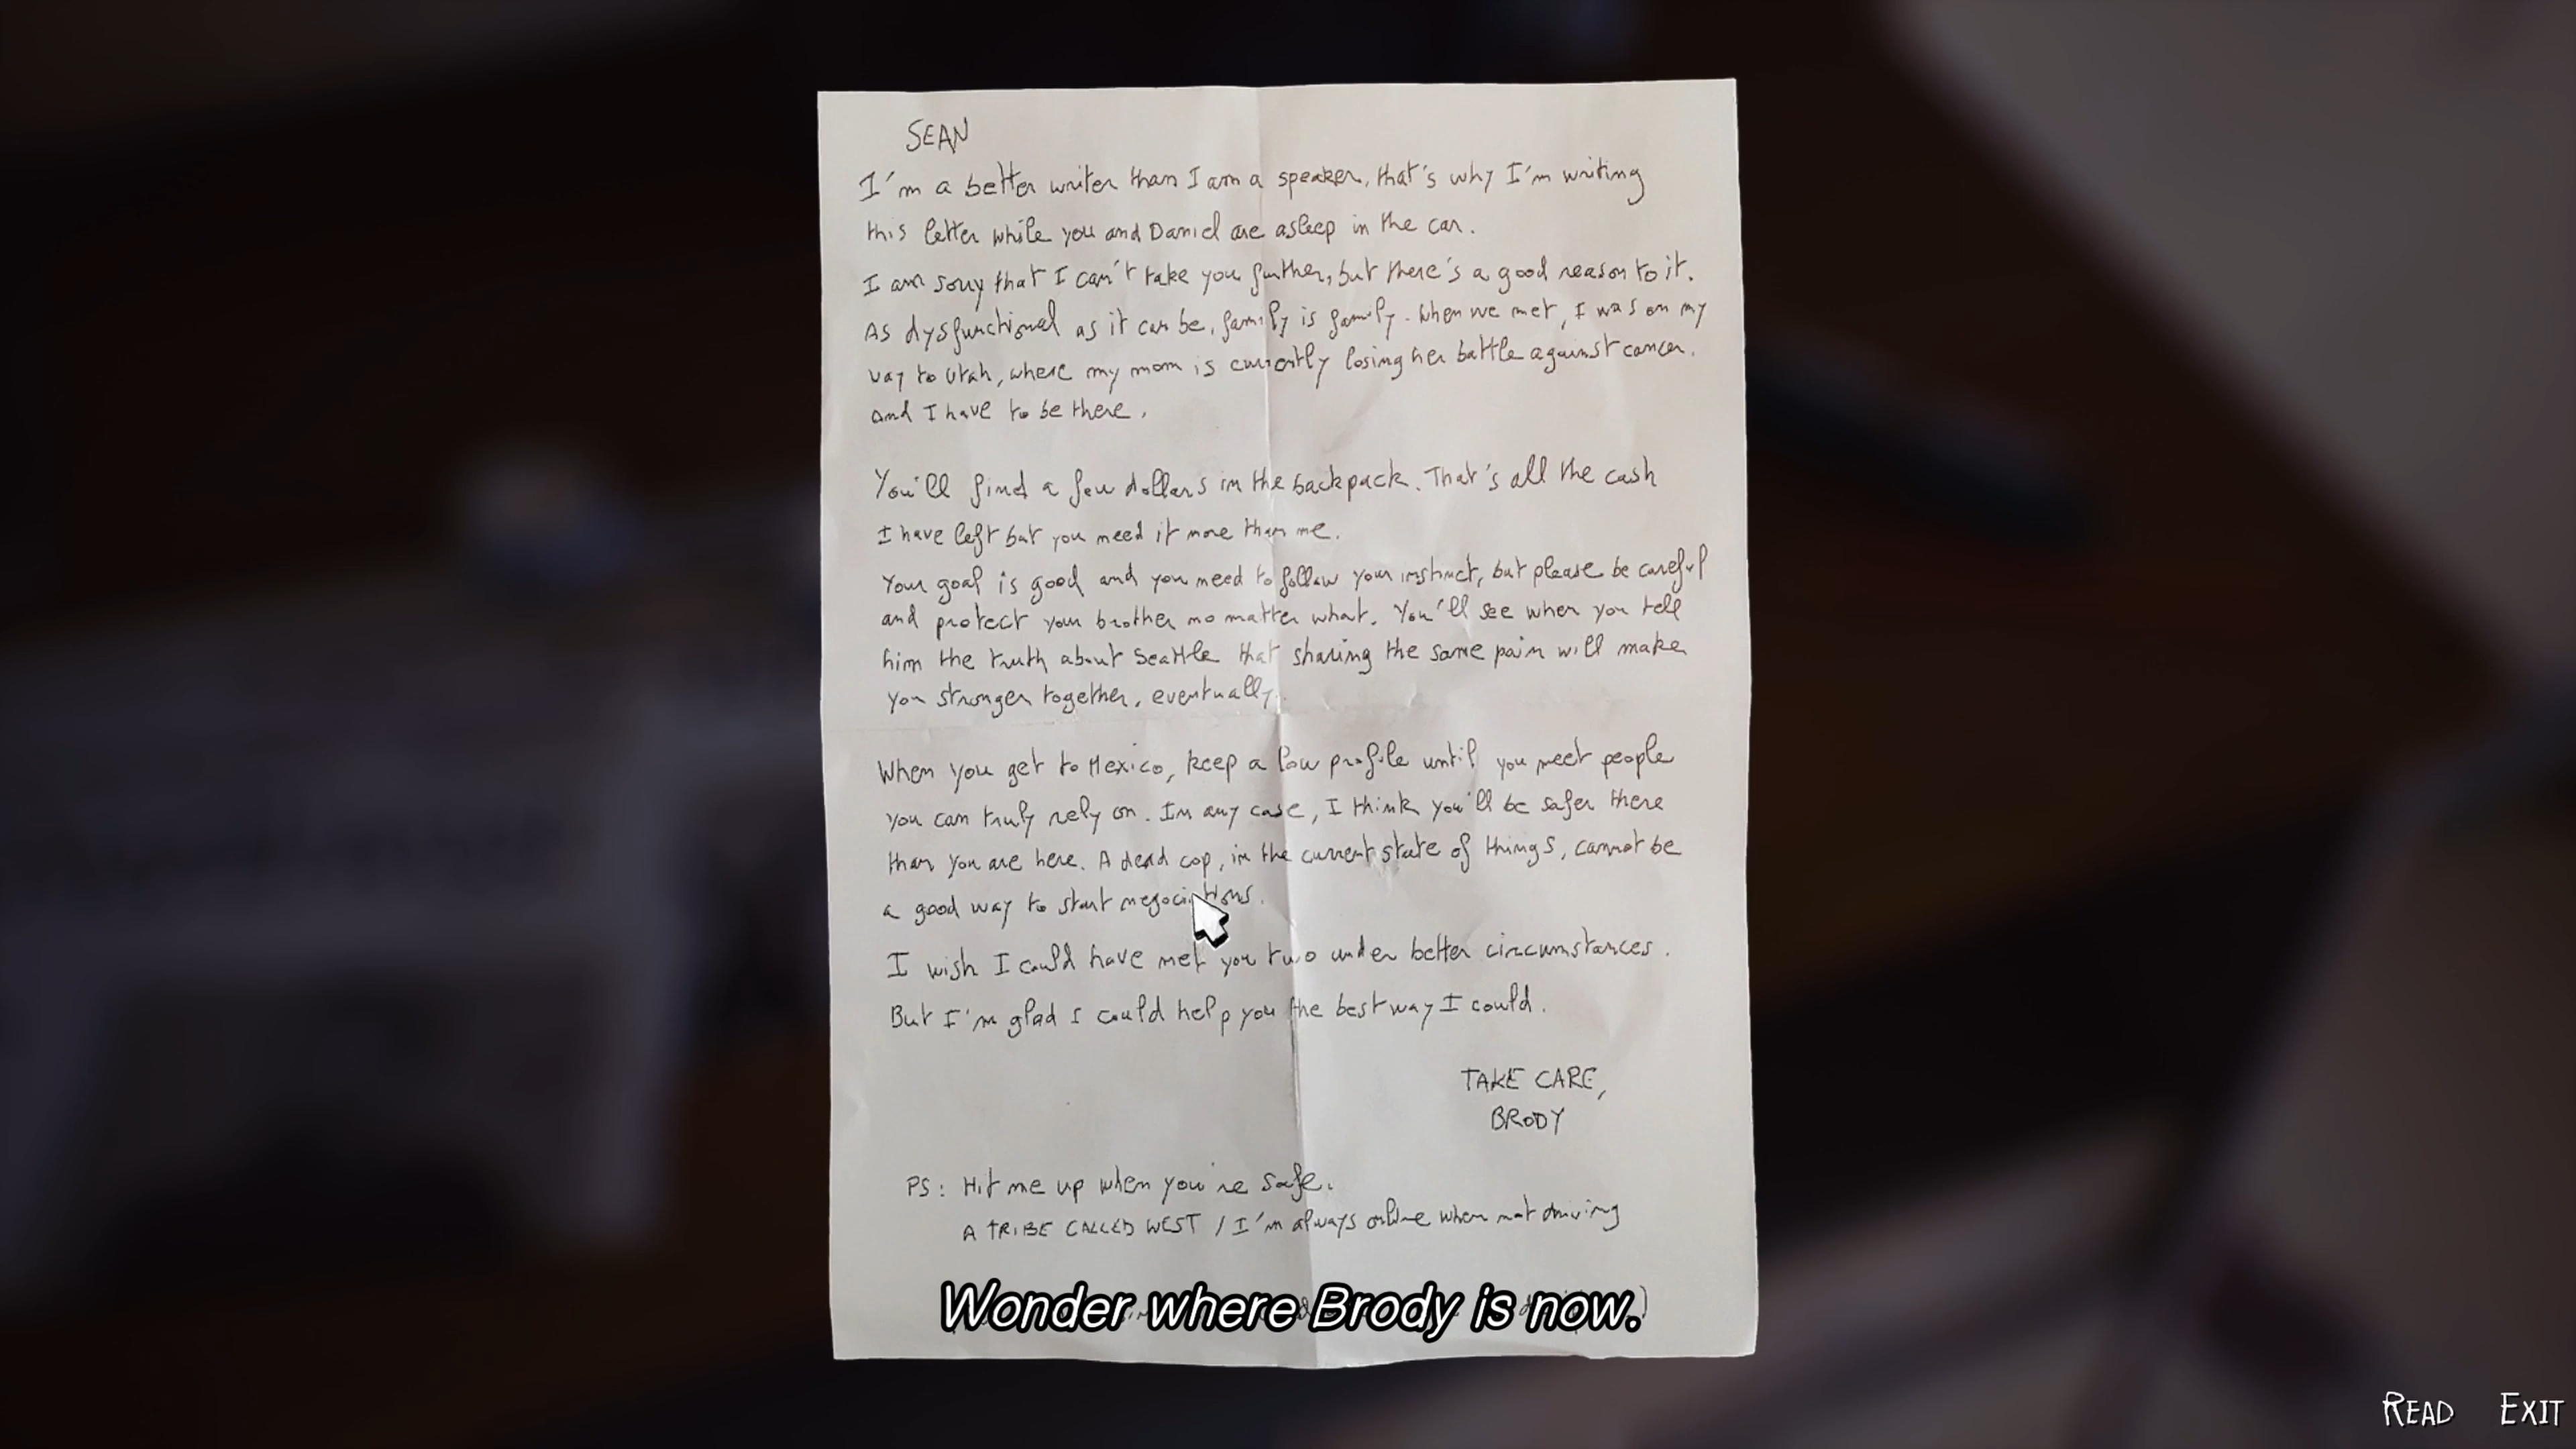 SEAN
I'm a better writer than I am a speaker, that's why I'm writing
this letter while you and Daniel are asleep in the car.
I am sorry that I can't take you further, but there's a good reason to it.
As dysfunctional as it can be, family is family. When we met, I was on my
way to Utah, where my mom is currently losing her battle against cancer.
and I have to be there.
You'll find a few dollars in the backpack. That's all the cash
I have left but you need it more than me.
Your goal is good and you need to follow your instinct, but please be careful
and protect your brother no matter what. You'll see when you tell
him the truth about Seattle that sharing the same pain will make
you stronger together, eventually.
When you get to Mexico, keep a low profile until you meet people
you can truly rely on. In any case, I think you'll be safer there
than you are here. A dead cop, in the current state of things, cannot be
a good way to start negociations.
I wish I could have met you two under better circumstances.
But I'm glad I could help you the best way I could.
TAKE CARE,
BRODY
PS: Hit me up when you're safe.
A TRIBE CALLED WEST / I'm always online when not driving
Wonder where Brody is now.
READ EXIT